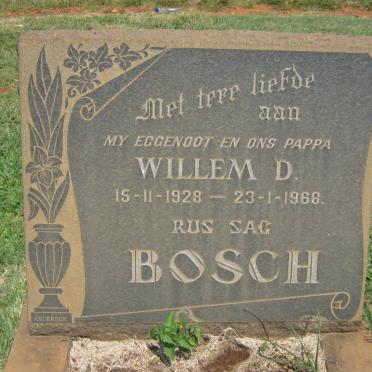 Met tere liefde
aan
MY EGGENOOT EN ONS PAPPA
WILLEM D.
15-11-1928 — 23-1-1968.
RUS SAG
BOSCH
ANDERSEN